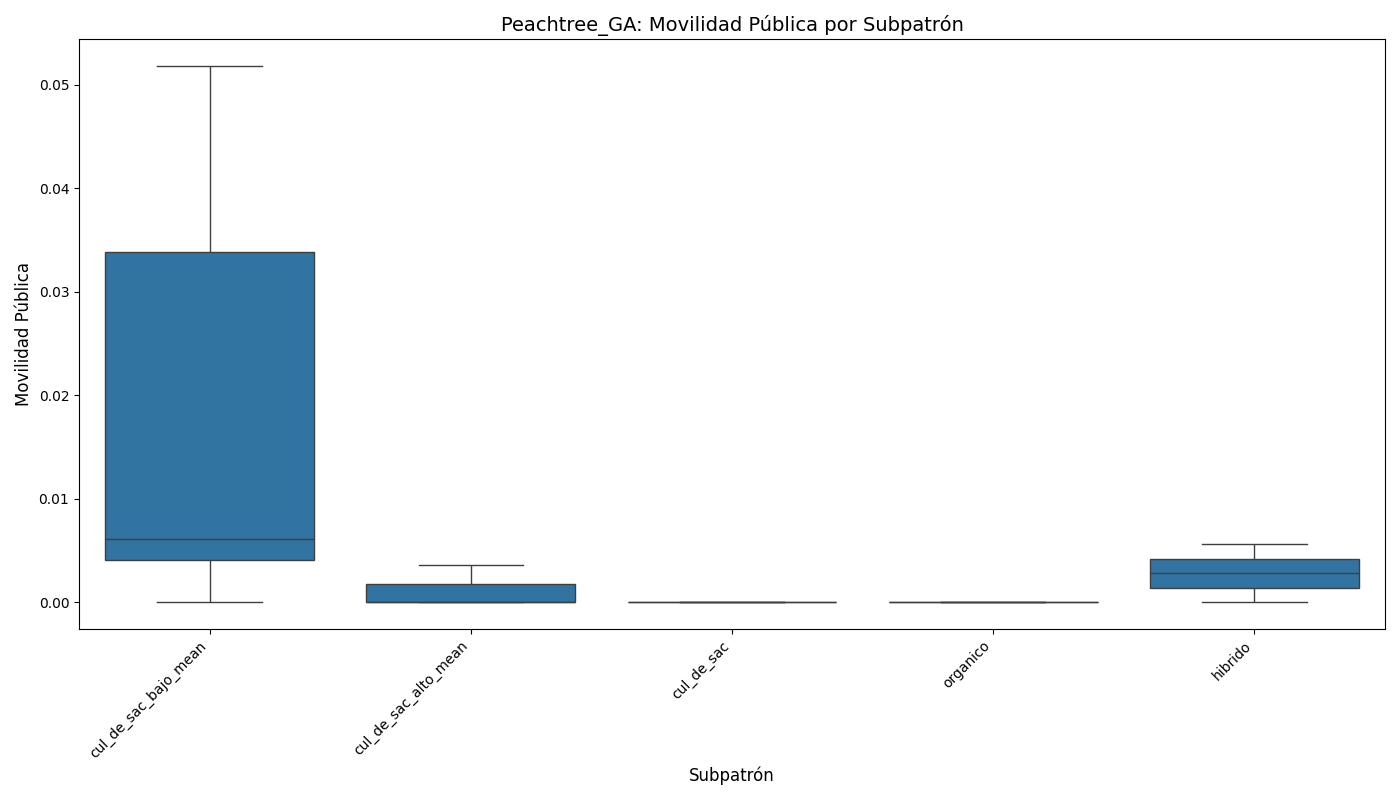 Peachtree_GA: Movilidad Pública por Subpatrón
Movilidad Pública
0.05
0.04
0.03
0.02
0.01
0.00
cul_de_sac_bajo_mean
cul_de_sac_alto_mean
cul_de_sac
organico
hibrido
Subpatrón